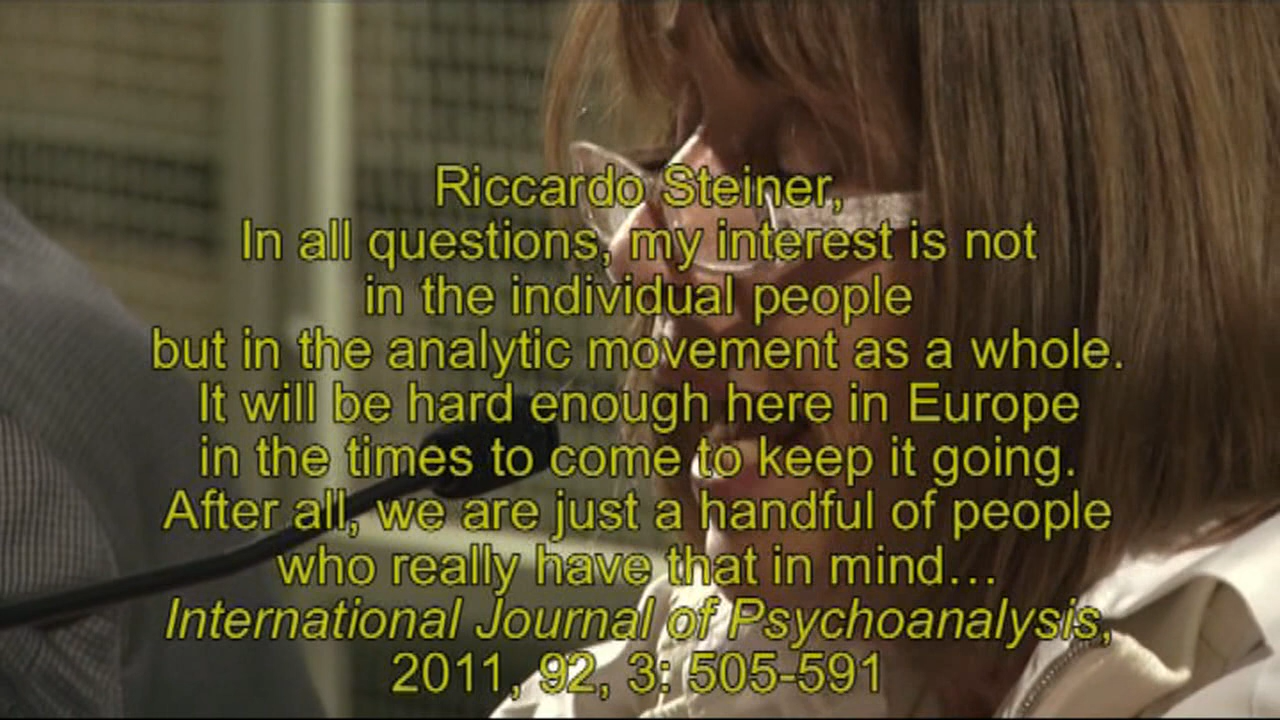 Riccardo Steiner,
In all questions, my interest is not
in the individual people
but in the analytic movement as a whole.
It will be hard enough here in Europe
in the times to come to keep it going.
After all, we are just a handful of people
who really have that in mind…
International Journal of Psychoanalysis,
2011, 92, 3: 505-591